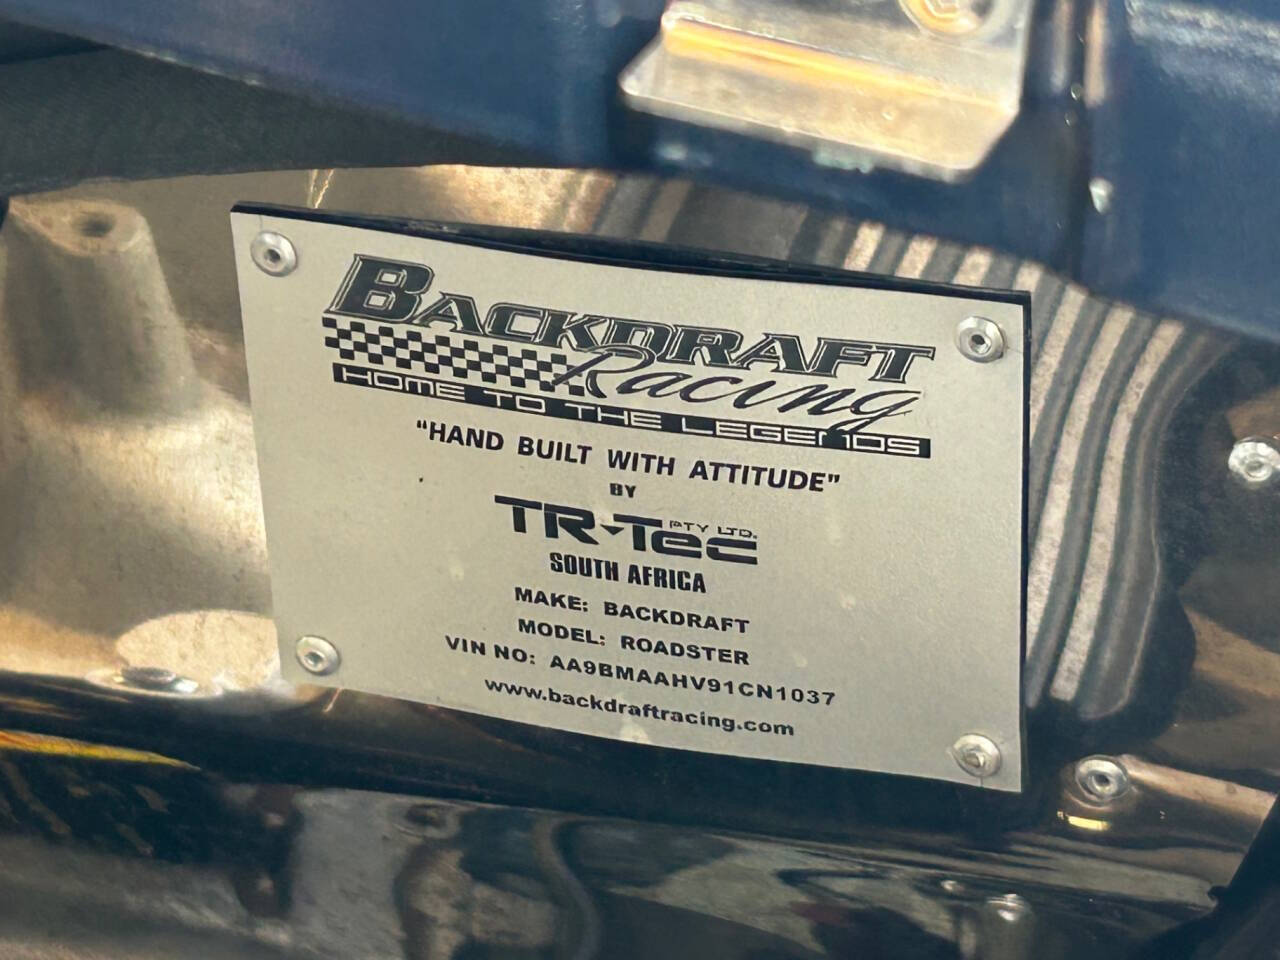 BACKDRAFT
Racing
HOME TO THE LEGENDS
"HAND BUILT WITH ATTITUDE"
BY
TR-Tec PTY LTD.
SOUTH AFRICA
MAKE: BACKDRAFT
MODEL: ROADSTER
VIN NO: AA9BMAAHV91CN1037
www.backdraftracing.com